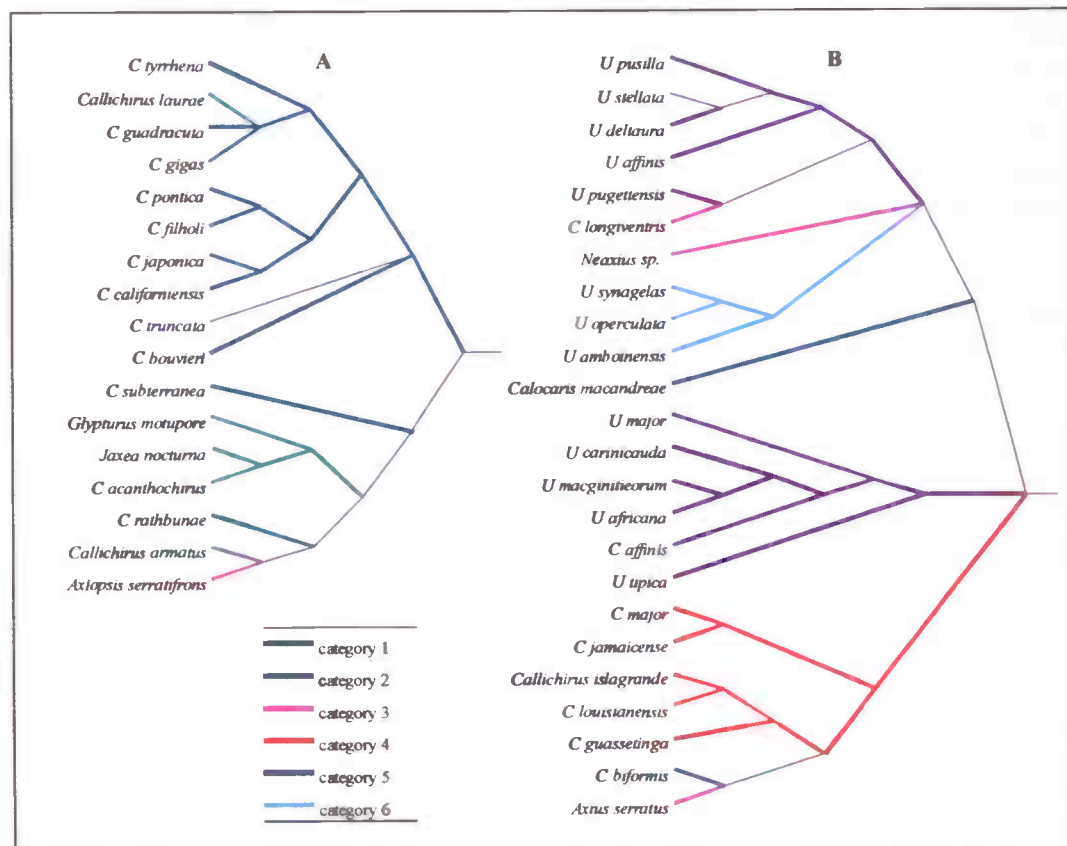 A
C tyrrhena
Callichirus laurae
C guadracuta
C gigas
C pontica
C filholi
C japonica
C californiensis
C truncata
C bouvieri
C subterranea
Glypturus motupore
Jaxea nocturna
C acanthochirus
C rathbunae
Callichirus armatus
Axiopsis serratifrons
category 1
category 2
category 3
category 4
category 5
category 6
B
U pusilla
U stellata
U deltaura
U affinis
U pugettensis
C longiventris
Neaxius sp.
U synagelas
U operculata
U amboinensis
Calocaris macandreae
U major
U carinicauda
U macginitieorum
U africana
C affinis
U tipica
C major
C jamaicense
Callichirus islagrande
C louisianensis
C guassetinga
C biformis
Axius serratus